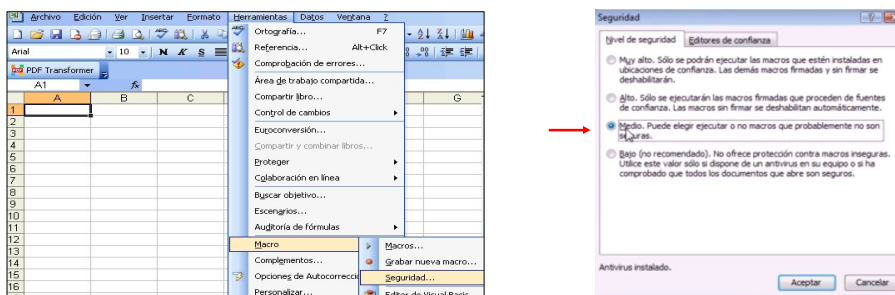 Archivo Edición Ver Insertar Formato Herramientas Datos Ventana ?
Arial 10 N K S
PDF Transformer
A1 fx
A B C G
1
2
3
4
5
6
7
8
9
10
11
12
13
14
15
16
Ortografía... F7
Referencia... Alt+Click
Comprobación de errores...
Área de trabajo compartida...
Compartir libro...
Control de cambios
Euroconversión...
Compartir y combinar libros...
Proteger
Colaboración en línea
Buscar objetivo...
Escenarios...
Auditoría de fórmulas
Macro
Complementos...
Opciones de Autocorrecci
Personalizar...
Macros...
Grabar nueva macro...
Seguridad...
Editor de Visual Basic
Seguridad
Nivel de seguridad Editores de confianza
Muy alto. Sólo se podrán ejecutar las macros que estén instaladas en
ubicaciones de confianza. Las demás macros firmadas y sin firmar se
deshabilitarán.
Alto. Sólo se ejecutarán las macros firmadas que proceden de fuentes
de confianza. Las macros sin firmar se deshabilitan automáticamente.
Medio. Puede elegir ejecutar o no macros que probablemente no son
seguras.
Bajo (no recomendado). No ofrece protección contra macros inseguras.
Utilice este valor sólo si dispone de un antivirus en su equipo o si ha
comprobado que todos los documentos que abre son seguros.
Antivirus instalado.
Aceptar Cancelar